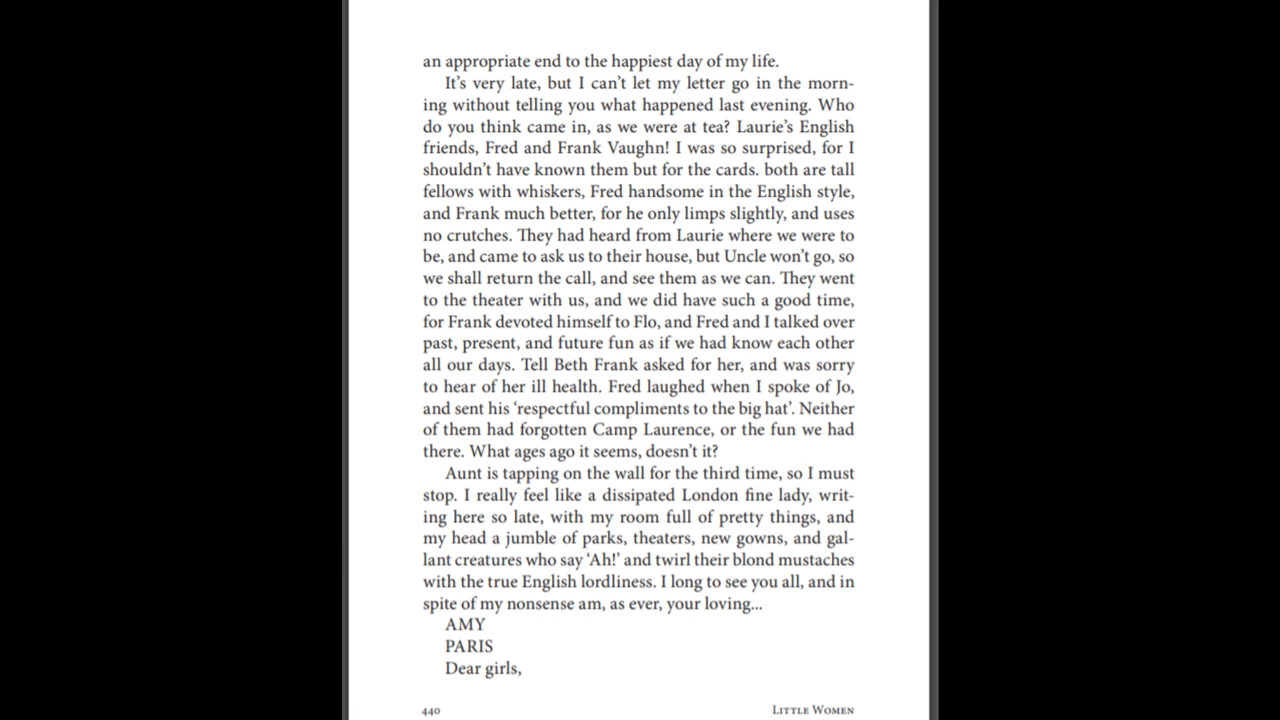 an appropriate end to the happiest day of my life.
It’s very late, but I can’t let my letter go in the morn-
ing without telling you what happened last evening. Who
do you think came in, as we were at tea? Laurie’s English
friends, Fred and Frank Vaughn! I was so surprised, for I
shouldn’t have known them but for the cards. both are tall
fellows with whiskers, Fred handsome in the English style,
and Frank much better, for he only limps slightly, and uses
no crutches. They had heard from Laurie where we were to
be, and came to ask us to their house, but Uncle won’t go, so
we shall return the call, and see them as we can. They went
to the theater with us, and we did have such a good time,
for Frank devoted himself to Flo, and Fred and I talked over
past, present, and future fun as if we had know each other
all our days. Tell Beth Frank asked for her, and was sorry
to hear of her ill health. Fred laughed when I spoke of Jo,
and sent his ‘respectful compliments to the big hat’. Neither
of them had forgotten Camp Laurence, or the fun we had
there. What ages ago it seems, doesn’t it?
Aunt is tapping on the wall for the third time, so I must
stop. I really feel like a dissipated London fine lady, writ-
ing here so late, with my room full of pretty things, and
my head a jumble of parks, theaters, new gowns, and gal-
lant creatures who say ‘Ah!’ and twirl their blond mustaches
with the true English lordliness. I long to see you all, and in
spite of my nonsense am, as ever, your loving...
AMY
PARIS
Dear girls,
440 Little Women